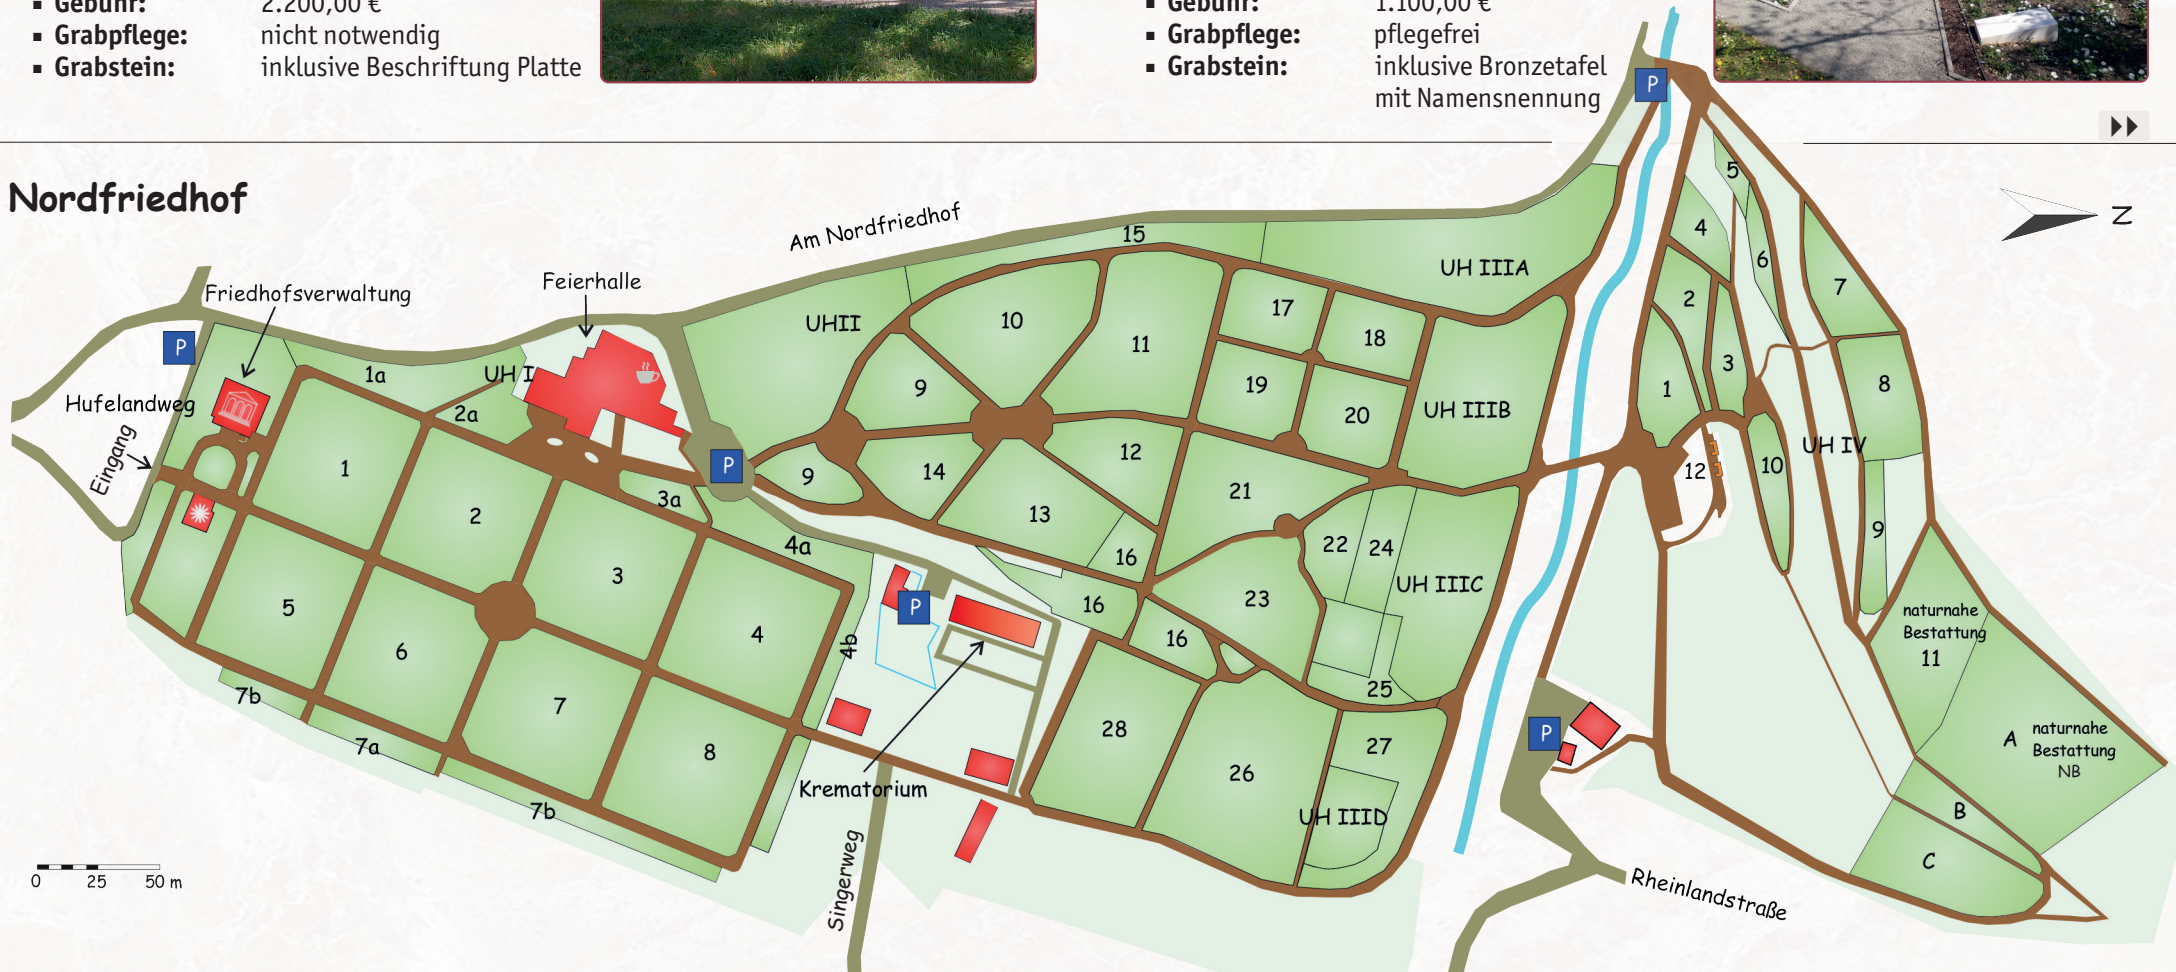 Gebühr:
2.200,00 €
Grabpflege:
nicht notwendig
Grabstein:
inklusive Beschriftung Platte
Gebühr:
1.100,00 €
Grabpflege:
pflegefrei
Grabstein:
inklusive Bronzetafel
mit Namensnennung
Nordfriedhof
Am Nordfriedhof
Friedhofsverwaltung
Feierhalle
Hufelandweg
Eingang
Krematorium
Singerweg
Rheinlandstraße
N
P
P
P
P
P
1a
UH I
2a
3a
4a
4b
1
2
3
4
5
6
7
8
7b
7a
7b
UHII
15
UH IIIA
10
11
17
18
9
19
20
UH IIIB
9
14
12
13
16
21
22
24
UH IIIC
23
16
16
25
28
26
27
UH IIID
5
4
6
7
2
3
1
8
UH IV
12
10
9
naturnahe
Bestattung
11
A
naturnahe
Bestattung
NB
B
C
0
25
50 m